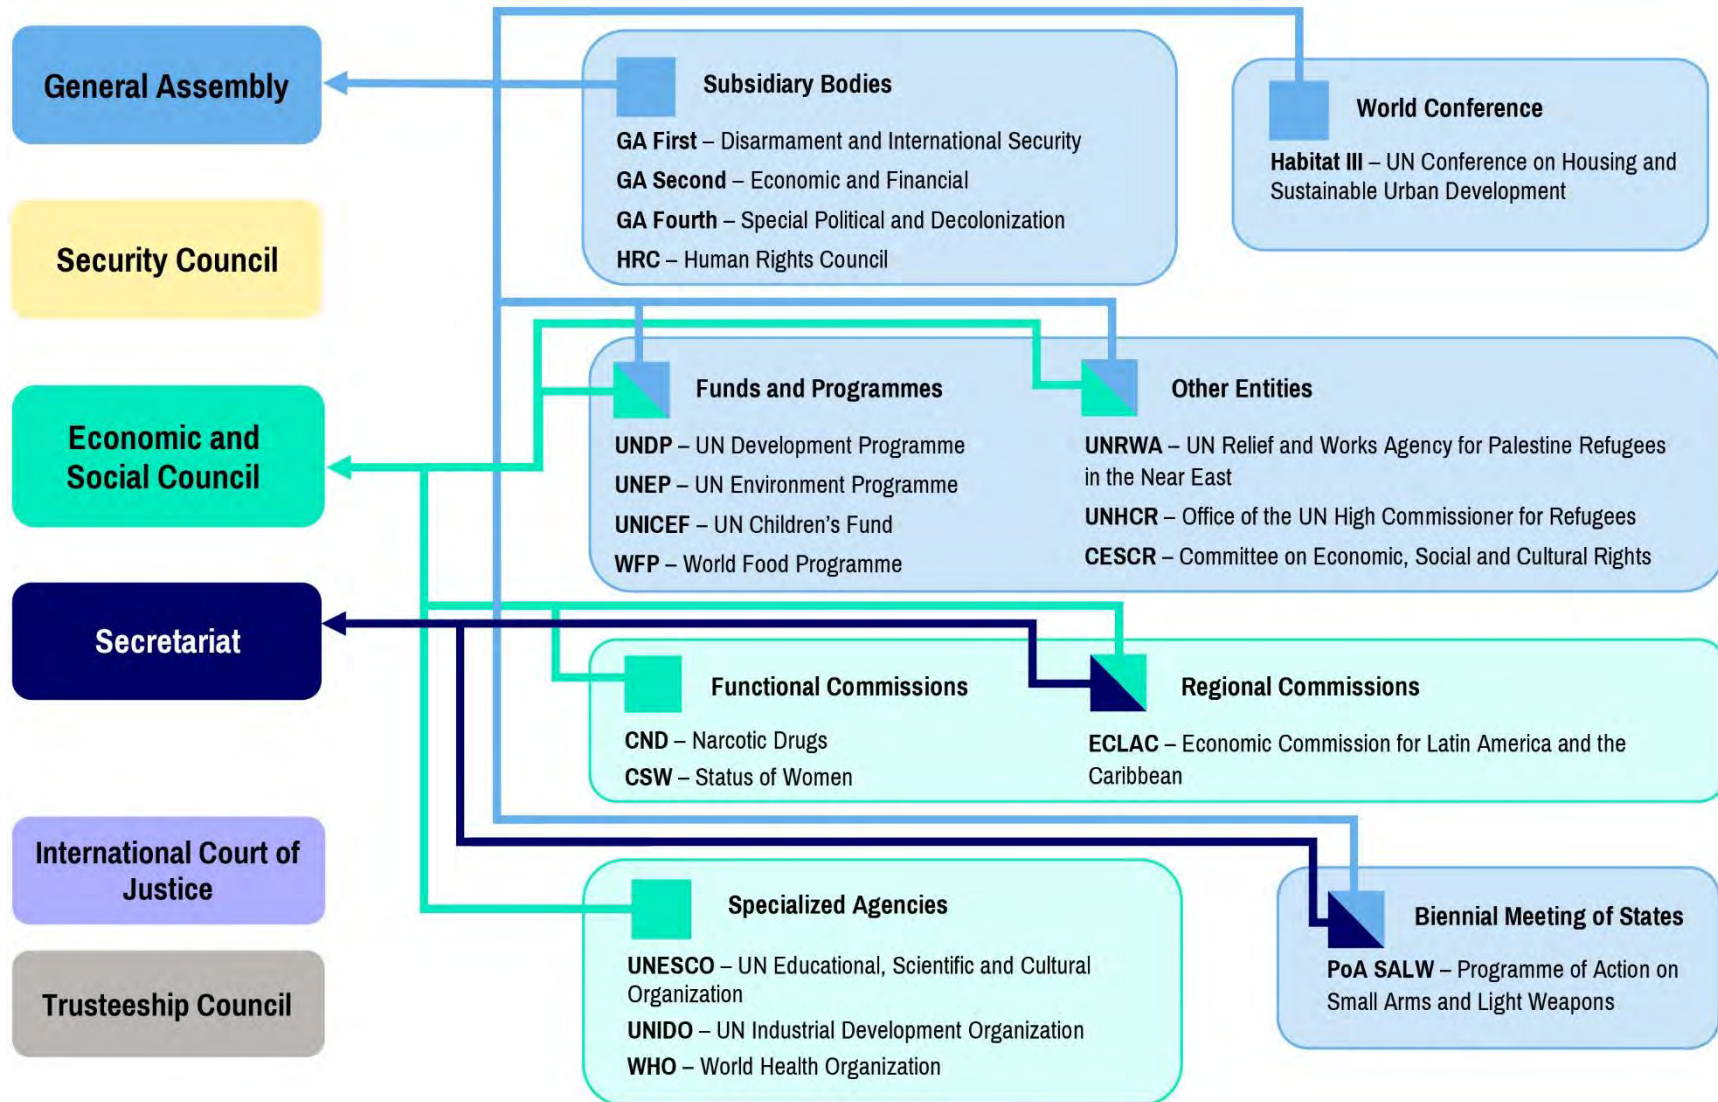 General Assembly
Security Council
Economic and
Social Council
Secretariat
International Court of
Justice
Trusteeship Council
Subsidiary Bodies
GA First – Disarmament and International Security
GA Second – Economic and Financial
GA Fourth – Special Political and Decolonization
HRC – Human Rights Council
World Conference
Habitat III – UN Conference on Housing and
Sustainable Urban Development
Funds and Programmes
UNDP – UN Development Programme
UNEP – UN Environment Programme
UNICEF – UN Children’s Fund
WFP – World Food Programme
Other Entities
UNRWA – UN Relief and Works Agency for Palestine Refugees
in the Near East
UNHCR – Office of the UN High Commissioner for Refugees
CESCR – Committee on Economic, Social and Cultural Rights
Functional Commissions
CND – Narcotic Drugs
CSW – Status of Women
Regional Commissions
ECLAC – Economic Commission for Latin America and the
Caribbean
Specialized Agencies
UNESCO – UN Educational, Scientific and Cultural
Organization
UNIDO – UN Industrial Development Organization
WHO – World Health Organization
Biennial Meeting of States
PoA SALW – Programme of Action on
Small Arms and Light Weapons